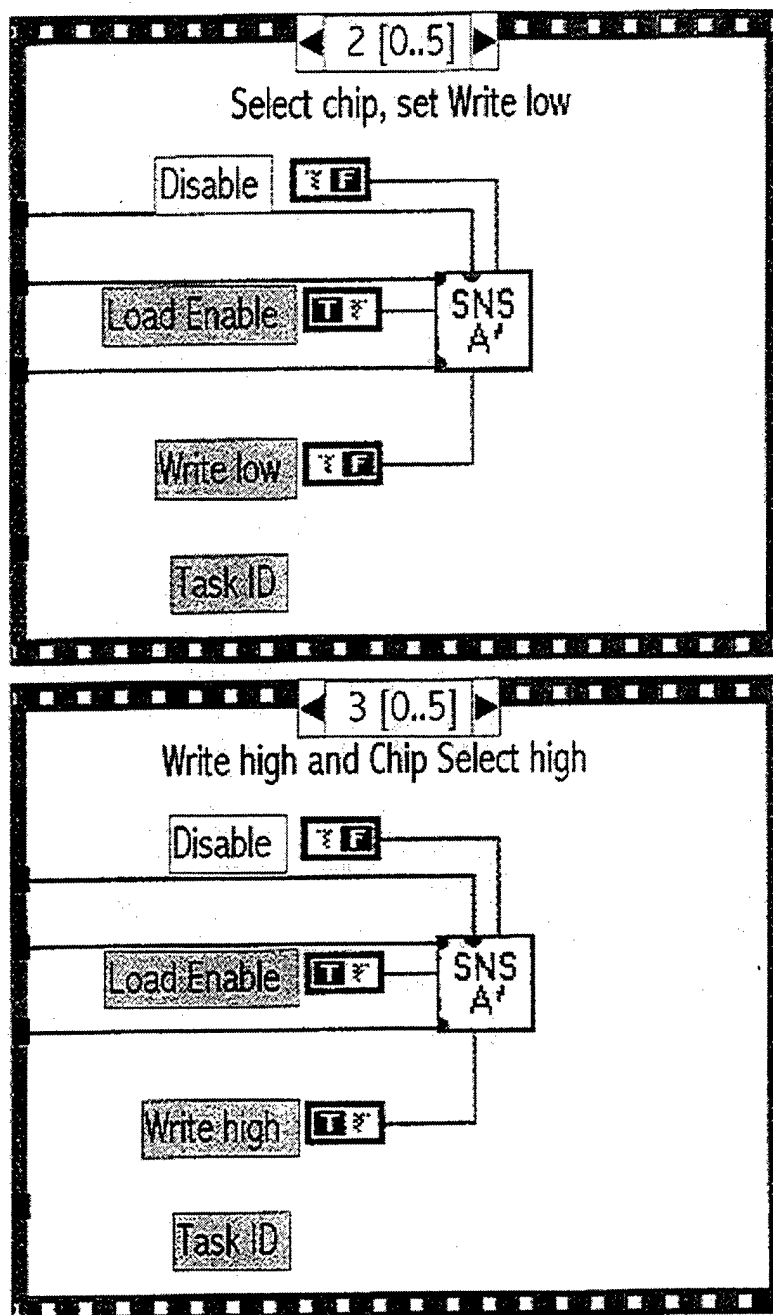 2 [0..5]
Select chip, set Write low
Disable
F
Load Enable
T
SNS
A'
Write low
F
Task ID
3 [0..5]
Write high and Chip Select high
Disable
F
Load Enable
T
SNS
A'
Write high
T
Task ID